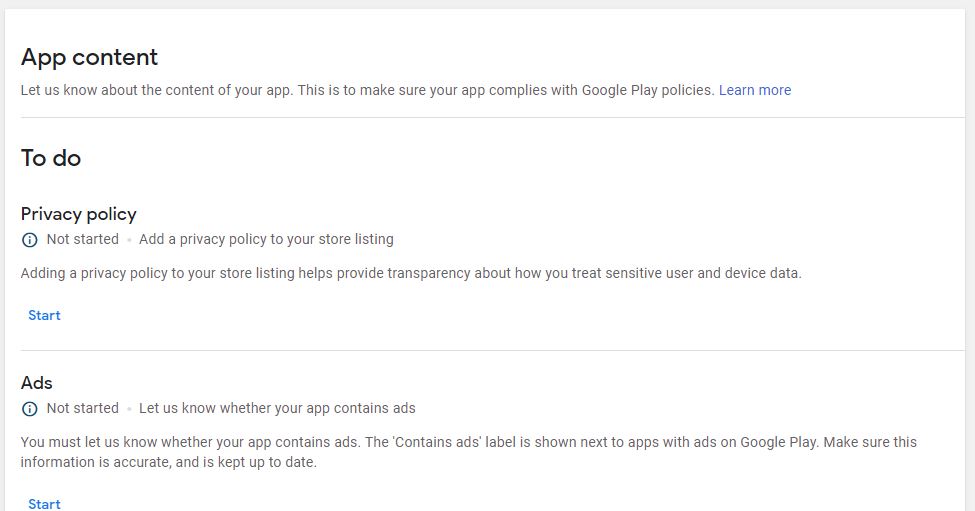 App content
Let us know about the content of your app. This is to make sure your app complies with Google Play policies. Learn more
To do
Privacy policy
Not started • Add a privacy policy to your store listing
Adding a privacy policy to your store listing helps provide transparency about how you treat sensitive user and device data.
Start
Ads
Not started • Let us know whether your app contains ads
You must let us know whether your app contains ads. The 'Contains ads' label is shown next to apps with ads on Google Play. Make sure this
information is accurate, and is kept up to date.
Start